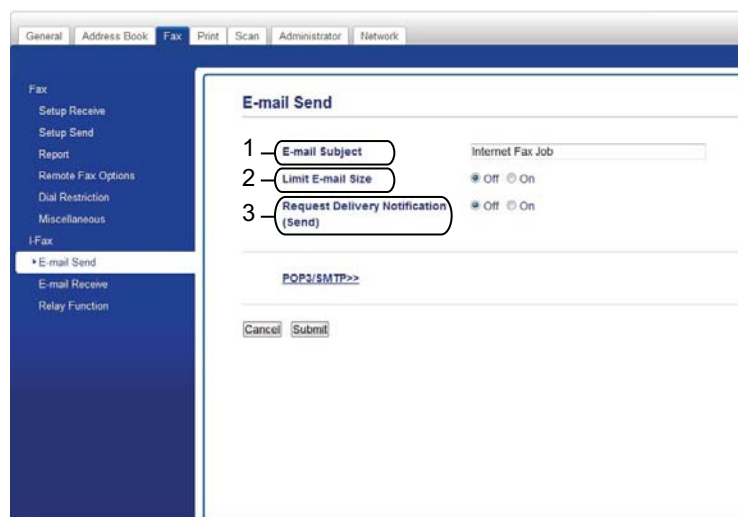 General Address Book Fax Print Scan Administrator Network
Fax
Setup Receive
Setup Send
Report
Remote Fax Options
Dial Restriction
Miscellaneous
I-Fax
E-mail Send
E-mail Receive
Relay Function
E-mail Send
1 E-mail Subject Internet Fax Job
2 Limit E-mail Size Off On
3 Request Delivery Notification Off On
(Send)
POP3/SMTP>>
Cancel Submit